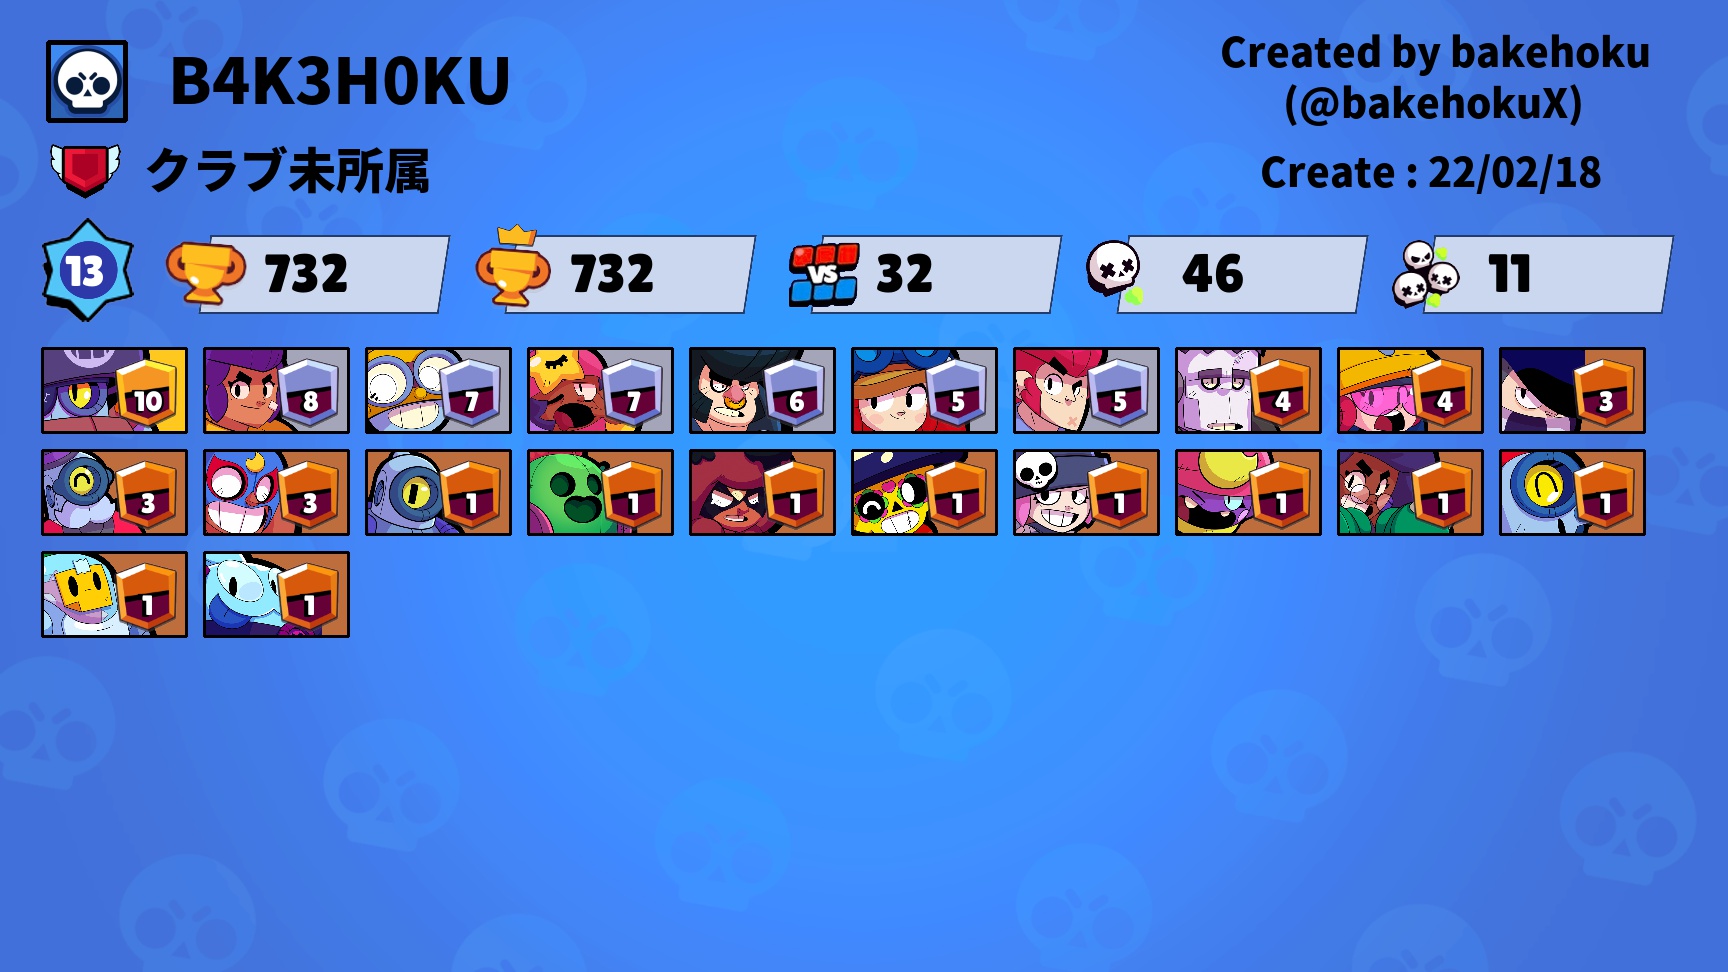 B4K3H0KU
Created by bakehoku
(@bakehokuX)
クラブ未所属
Create : 22/02/18
13 732 732 VS 32 46 11
10 8 7 7 6 5 5 4 4 3
3 3 1 1 1 1 1 1 1 1
1 1